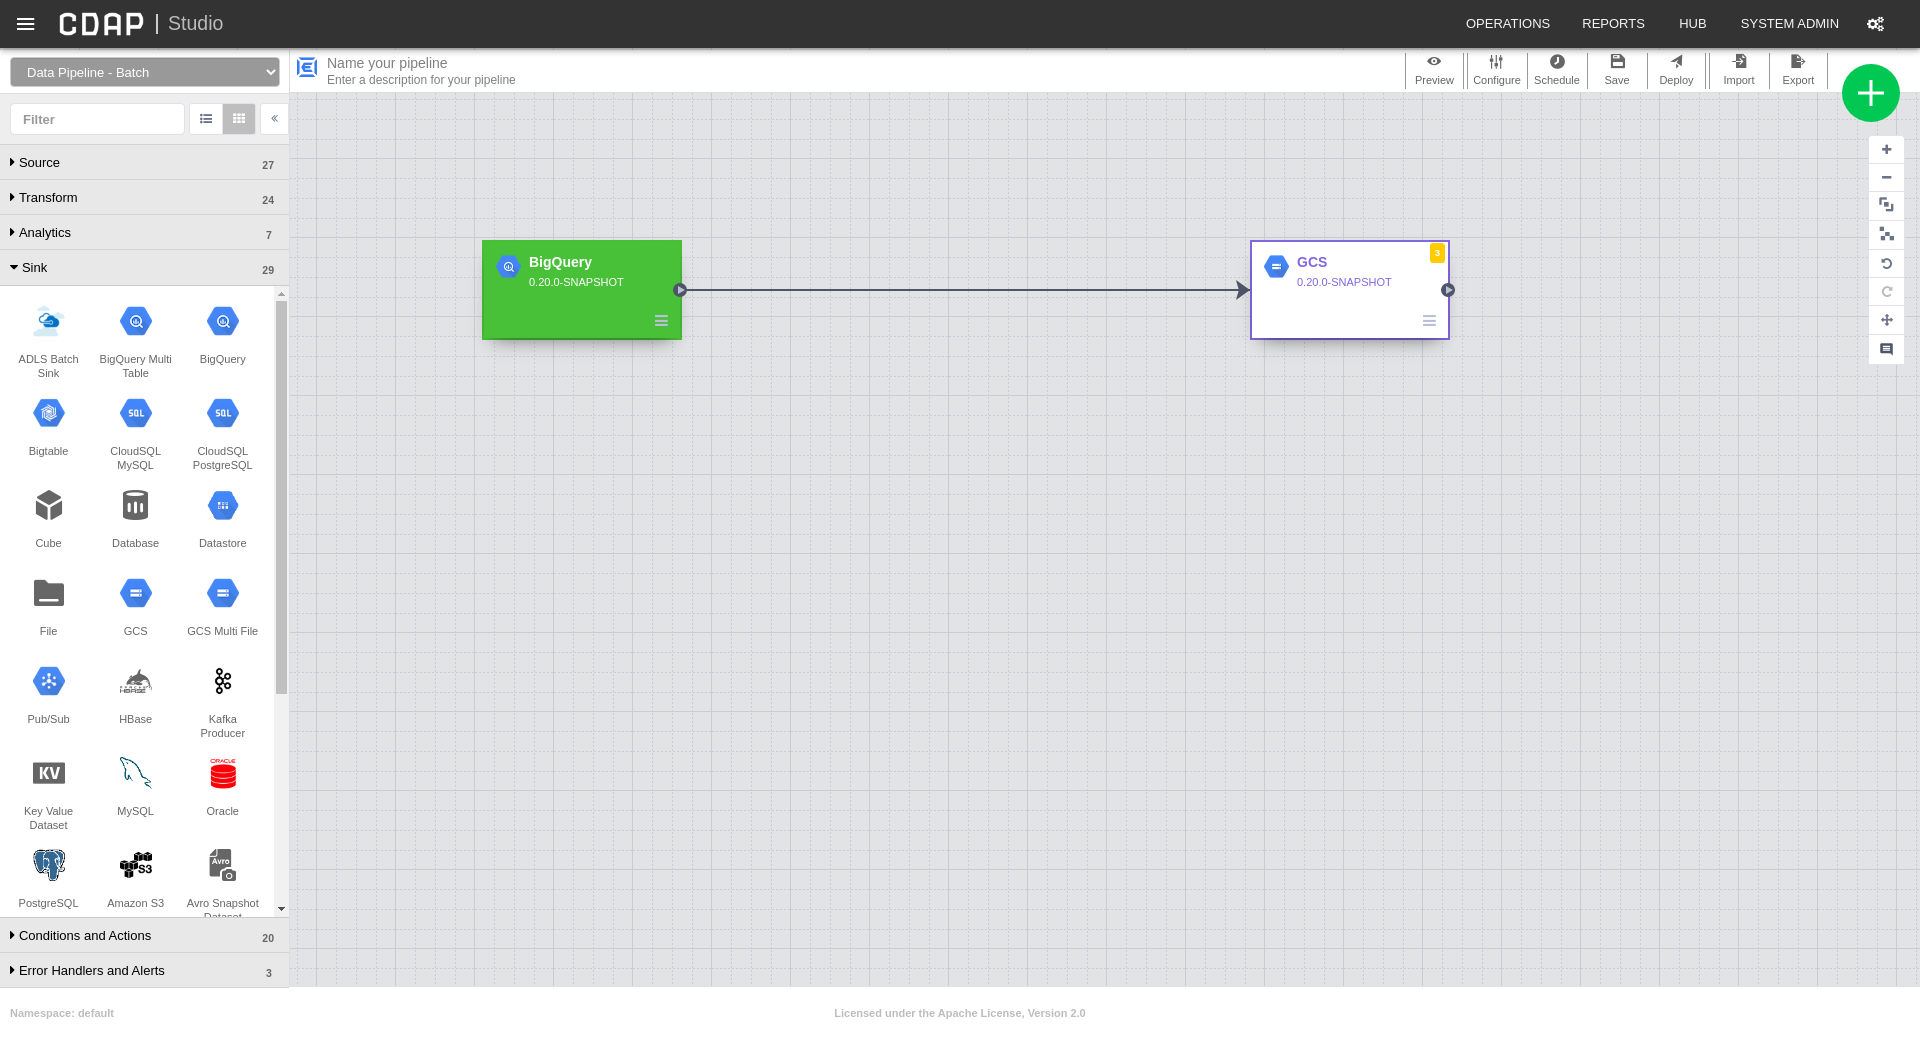 CDAP | Studio
OPERATIONS
REPORTS
HUB
SYSTEM ADMIN
Data Pipeline - Batch
Name your pipeline
Enter a description for your pipeline
Preview
Configure
Schedule
Save
Deploy
Import
Export
Filter
Source 27
Transform 24
Analytics 7
Sink 29
ADLS Batch
Sink
BigQuery Multi
Table
BigQuery
Bigtable
SQL
CloudSQL
MySQL
SQL
CloudSQL
PostgreSQL
Cube
Database
Datastore
File
GCS
GCS Multi File
Pub/Sub
HBASE
HBase
Kafka
Producer
KV
Key Value
Dataset
MySQL
ORACLE
Oracle
PostgreSQL
S3
Amazon S3
Avro
Avro Snapshot
Dataset
Conditions and Actions 20
Error Handlers and Alerts 3
BigQuery
0.20.0-SNAPSHOT
GCS
3
0.20.0-SNAPSHOT
Namespace: default
Licensed under the Apache License, Version 2.0